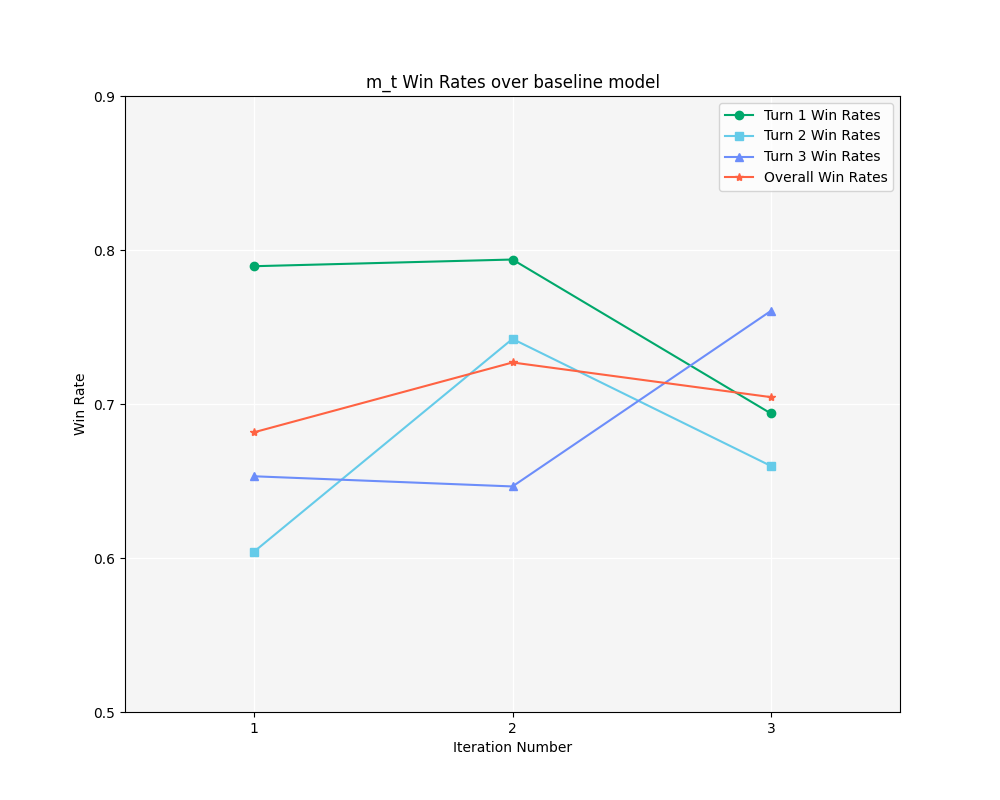 m_t Win Rates over baseline model
0.9
0.8
0.7
0.6
0.5
Win Rate
Turn 1 Win Rates
Turn 2 Win Rates
Turn 3 Win Rates
Overall Win Rates
1
2
3
Iteration Number